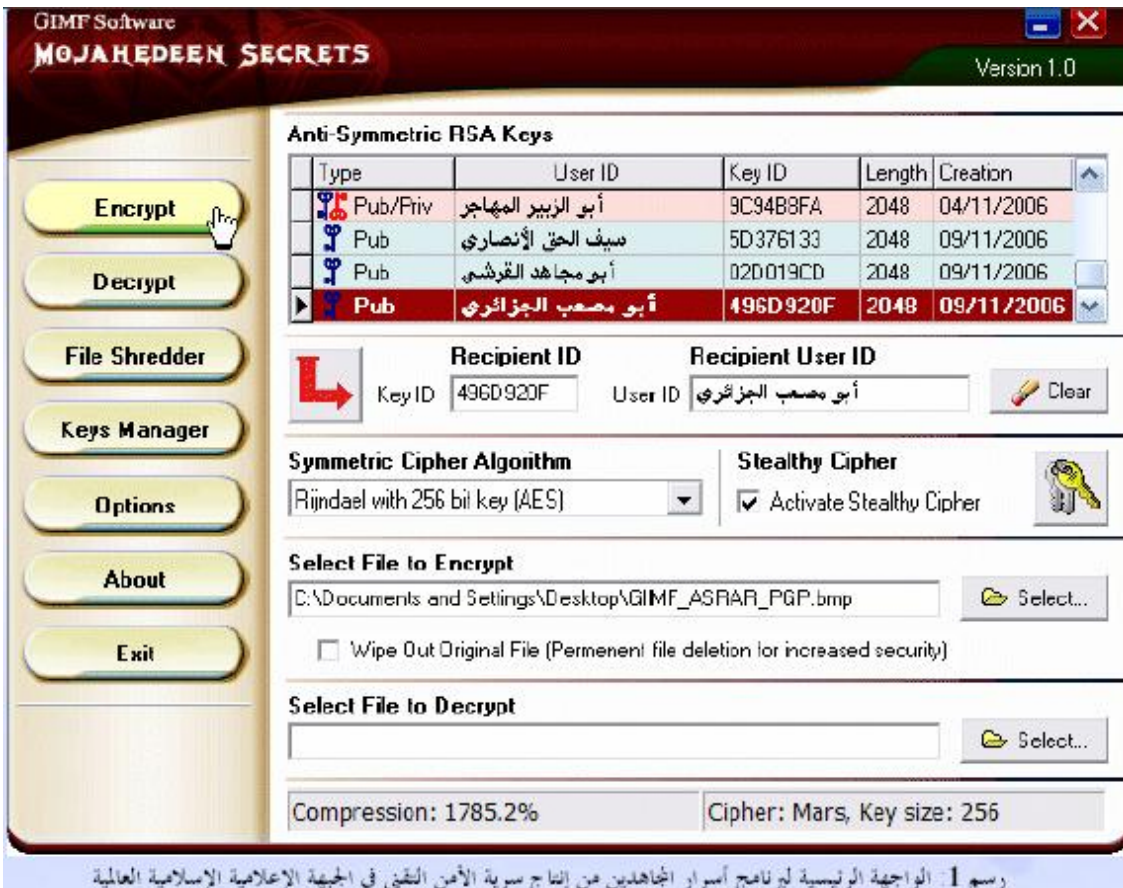 GIMF Software
MOJAHEDEEN SECRETS
Version 1.0
Anti-Symmetric RSA Keys
Type User ID Key ID Length Creation
Pub/Priv أبو الزبير المهاجر 9C94B8FA 2048 04/11/2006
Pub سيف الحق الأنصاري 5D376133 2048 09/11/2006
Pub أبو مجاهد القرشي 02D019CD 2048 09/11/2006
Pub أبو مصعب الجزائري 496D920F 2048 09/11/2006
Encrypt
Decrypt
File Shredder
Keys Manager
Options
About
Exit
Recipient ID Recipient User ID
Key ID 496D920F User ID أبو مصعب الجزائري Clear
Symmetric Cipher Algorithm Stealthy Cipher
Rijndael with 256 bit key (AES) Activate Stealthy Cipher
Select File to Encrypt
C:\Documents and Settings\Desktop\GIMF_ASRAR_PGP.bmp Select...
Wipe Out Original File (Permenent file deletion for increased security)
Select File to Decrypt
Select...
Compression: 1785.2% Cipher: Mars, Key size: 256
رسم 1: الواجهة الرئيسية لبرنامج أسرار المجاهدين من إنتاج سرية الأمن التقني في الجبهة الإعلامية الإسلامية العالمية